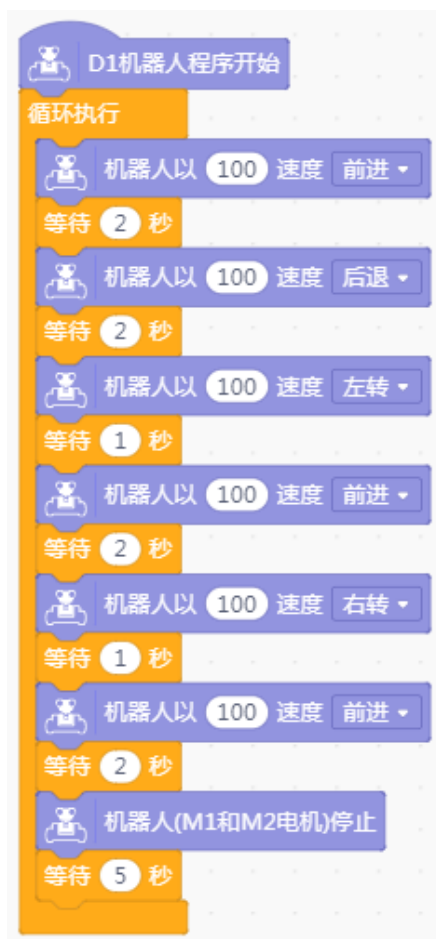 D1机器人程序开始
循环执行
机器人以 100 速度 前进
等待 2 秒
机器人以 100 速度 后退
等待 2 秒
机器人以 100 速度 左转
等待 1 秒
机器人以 100 速度 前进
等待 2 秒
机器人以 100 速度 右转
等待 1 秒
机器人以 100 速度 前进
等待 2 秒
机器人(M1和M2电机)停止
等待 5 秒